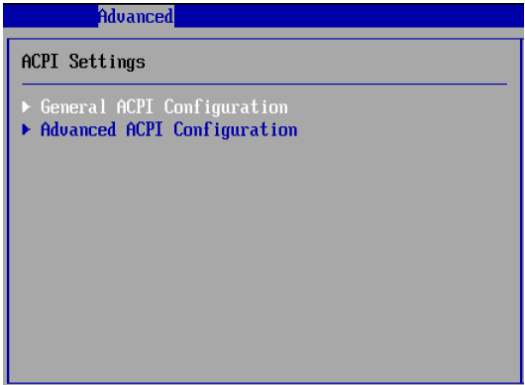 Advanced
ACPI Settings
General ACPI Configuration
Advanced ACPI Configuration